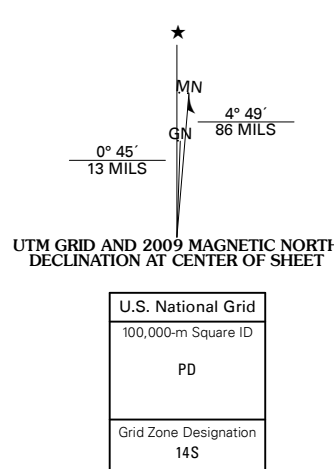 ★
MN
4° 49´
86 MILS
GN
0° 45´
13 MILS
UTM GRID AND 2009 MAGNETIC NORTH
DECLINATION AT CENTER OF SHEET
U.S. National Grid
100,000-m Square ID
PD
Grid Zone Designation
14S